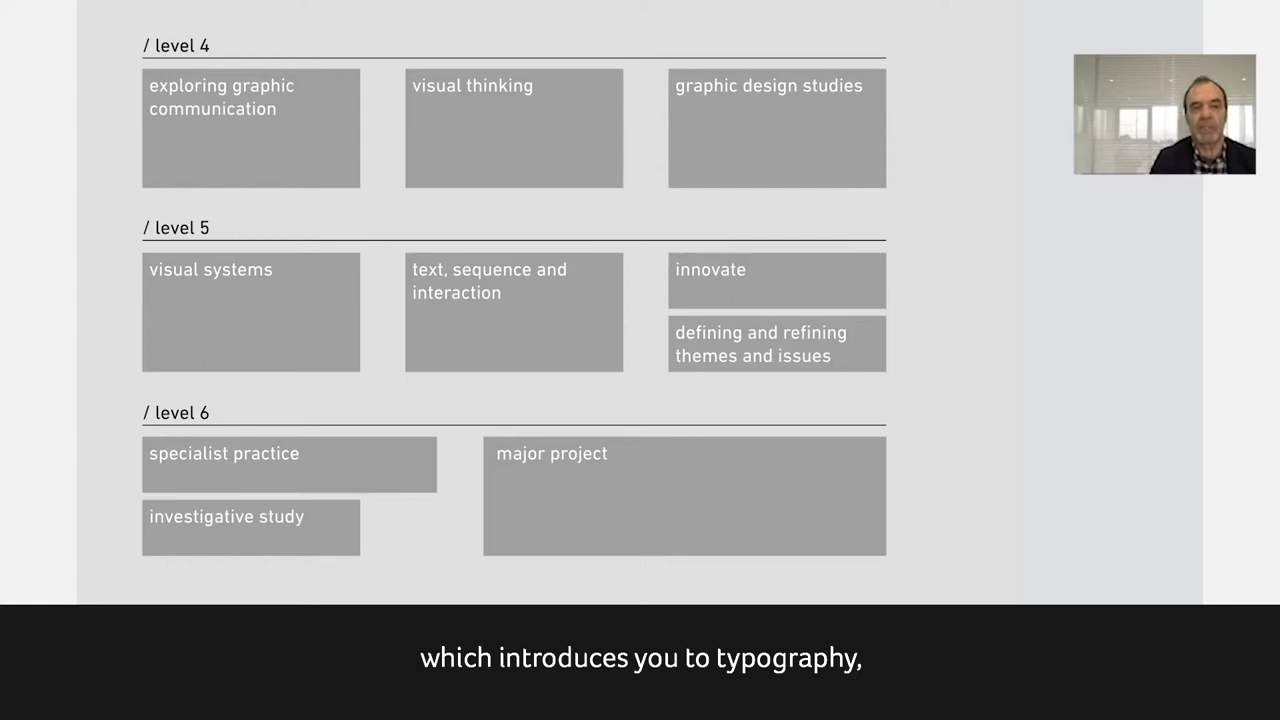 / level 4
exploring graphic
communication
visual thinking
graphic design studies
/ level 5
visual systems
text, sequence and
interaction
innovate
defining and refining
themes and issues
/ level 6
specialist practice
investigative study
major project
which introduces you to typography,